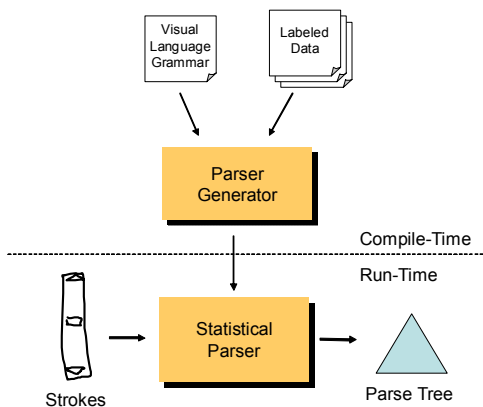 Visual
Language
Grammar
Labeled
Data
Parser
Generator
Compile-Time
Run-Time
Statistical
Parser
Strokes
Parse Tree